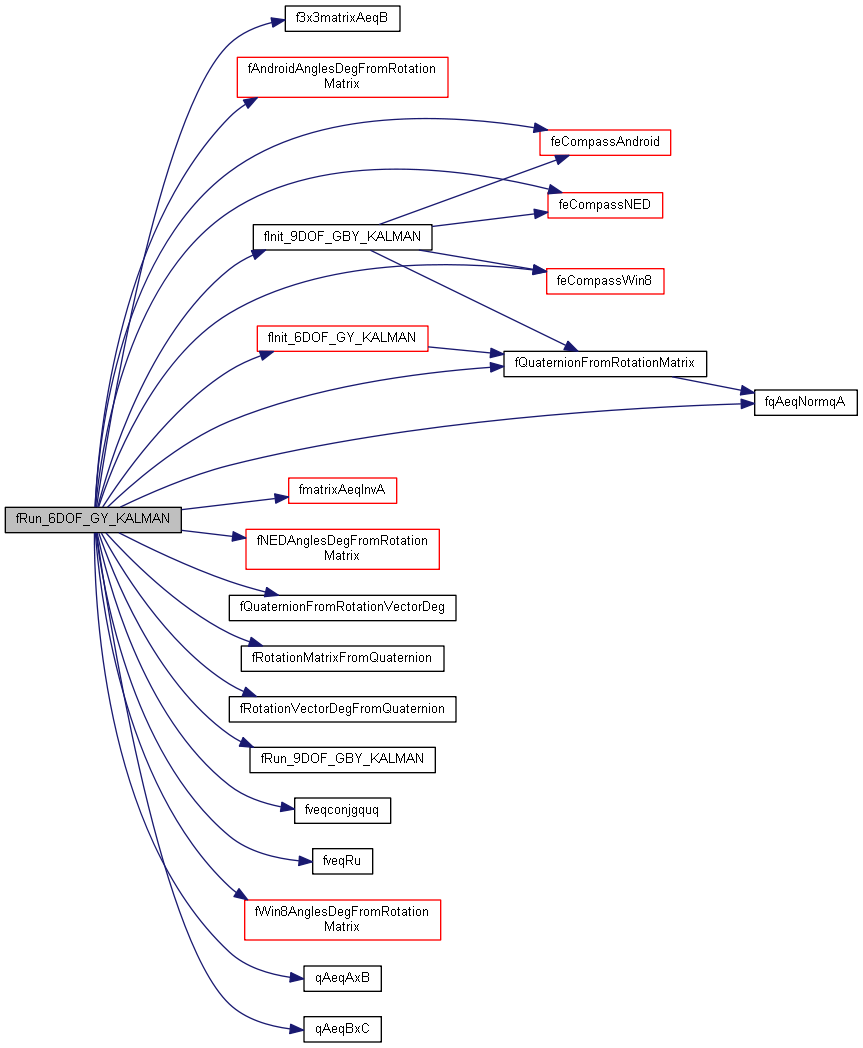 f3x3matrixAeqB
fAndroidAnglesDegFromRotation
Matrix
feCompassAndroid
feCompassNED
fInit_9DOF_GBY_KALMAN
feCompassWin8
fInit_6DOF_GY_KALMAN
fQuaternionFromRotationMatrix
fqAeqNormqA
fmatrixAeqInvA
fRun_6DOF_GY_KALMAN
fNEDAnglesDegFromRotation
Matrix
fQuaternionFromRotationVectorDeg
fRotationMatrixFromQuaternion
fRotationVectorDegFromQuaternion
fRun_9DOF_GBY_KALMAN
fveqconjgquq
fveqRu
fWin8AnglesDegFromRotation
Matrix
qAeqAxB
qAeqBxC